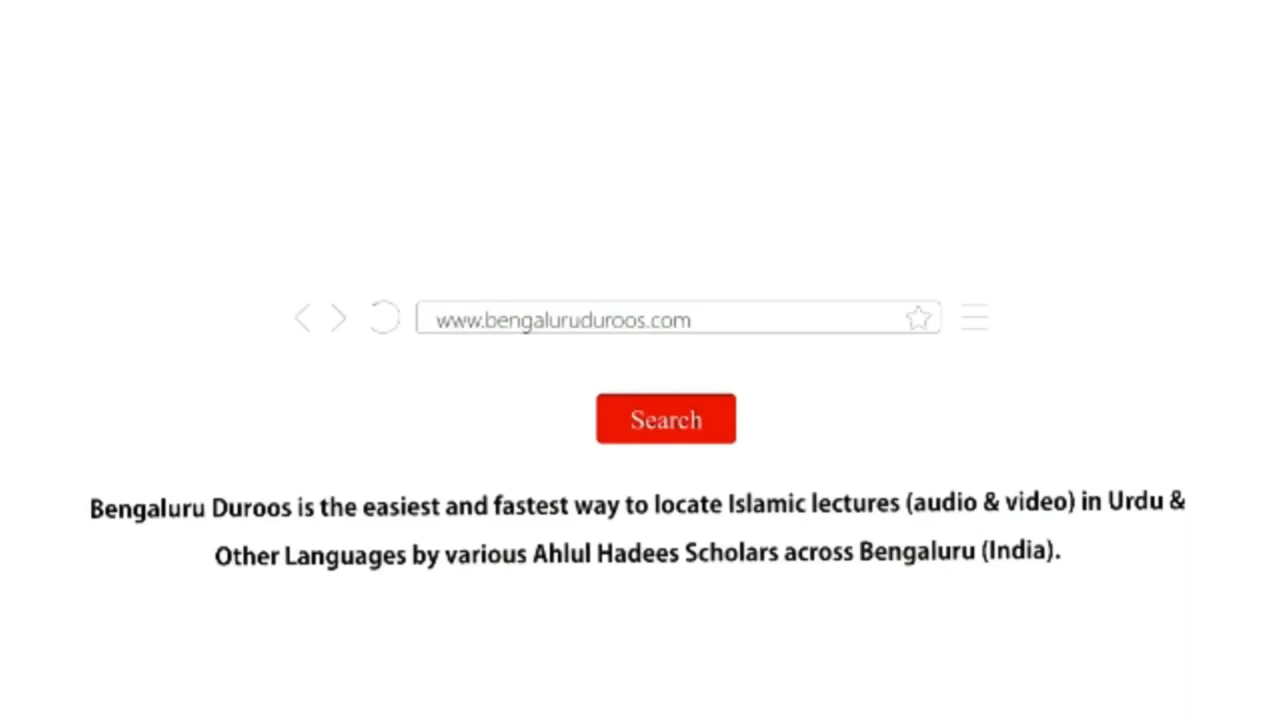 www.bengaluruduroos.com
Search
Bengaluru Duroos is the easiest and fastest way to locate Islamic lectures (audio & video) in Urdu &
Other Languages by various Ahlul Hadees Scholars across Bengaluru (India).